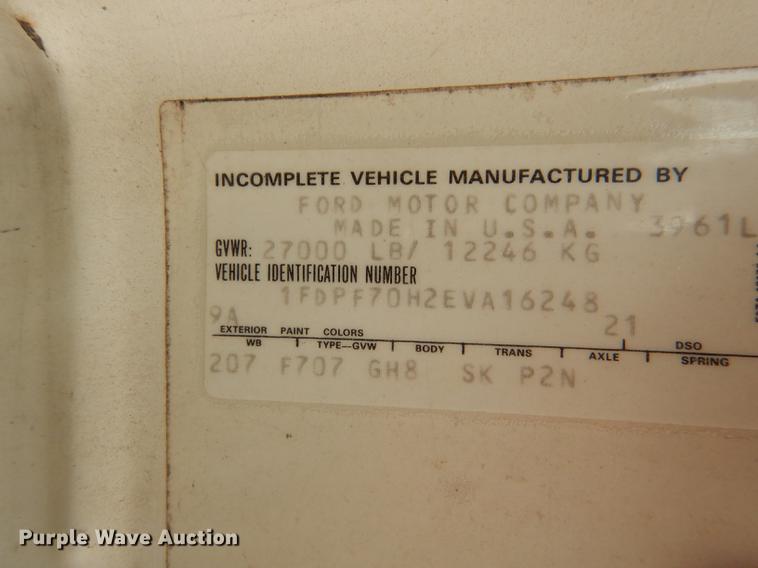 INCOMPLETE VEHICLE MANUFACTURED BY
FORD MOTOR COMPANY
MADE IN U.S.A. 3961L
GVWR: 27000 LB/ 12246 KG
VEHICLE IDENTIFICATION NUMBER
1FDPF70H2EVA16248
9A 21
EXTERIOR PAINT COLORS DSO
WB TYPE—GVW BODY TRANS AXLE SPRING
207 F707 GH8 SK P2N
Purple Wave Auction